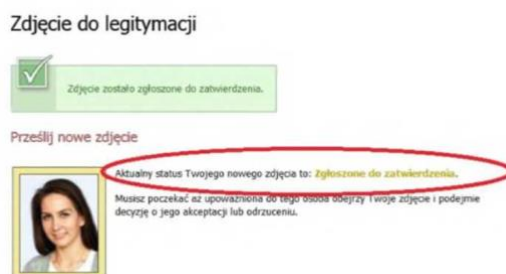 Zdjęcie do legitymacji
Zdjęcie zostało zgłoszone do zatwierdzenia.
Prześlij nowe zdjęcie
Aktualny status Twojego nowego zdjęcia to: Zgłoszone do zatwierdzenia.
Musisz poczekać aż upoważniona do tego osoba obejrzy Twoje zdjęcie i podejmie
decyzję o jego akceptacji lub odrzuceniu.